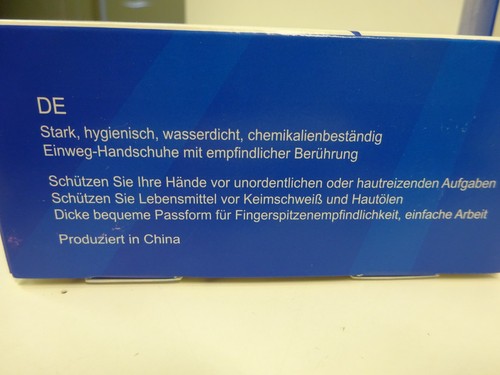 DE
Stark, hygienisch, wasserdicht, chemikalienbeständig
Einweg-Handschuhe mit empfindlicher Berührung
Schützen Sie Ihre Hände vor unordentlichen oder hautreizenden Aufgaben
Schützen Sie Lebensmittel vor Keimschweiß und Hautölen
Dicke bequeme Passform für Fingerspitzenempfindlichkeit, einfache Arbeit
Produziert in China